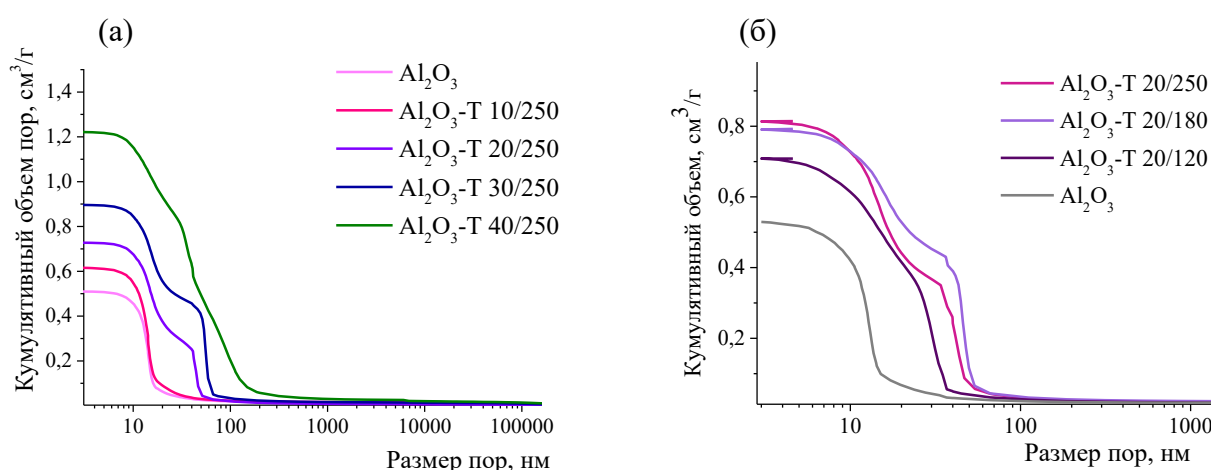 (а)
Кумулятивный объем пор, см³/г
1,4
1,2
1,0
0,8
0,6
0,4
0,2
Al₂O₃
Al₂O₃-T 10/250
Al₂O₃-T 20/250
Al₂O₃-T 30/250
Al₂O₃-T 40/250
10 100 1000 10000 100000
Размер пор, нм
(б)
Кумулятивный объем, см³/г
0,8
0,6
0,4
0,2
Al₂O₃-T 20/250
Al₂O₃-T 20/180
Al₂O₃-T 20/120
Al₂O₃
10 100 1000
Размер пор, нм